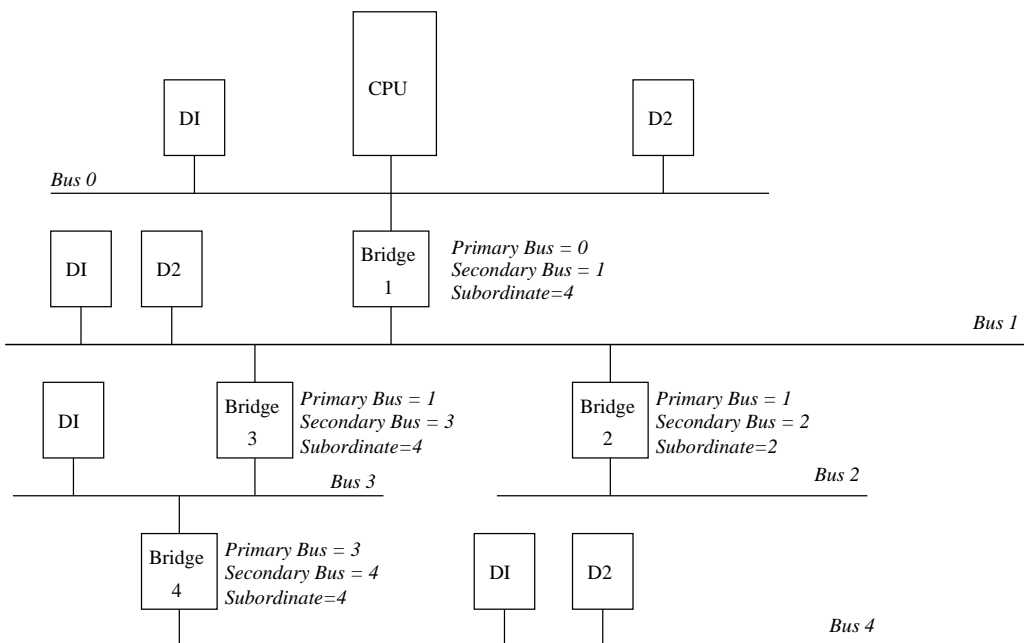 CPU
DI
D2
Bus 0
DI
D2
Bridge
1
Primary Bus = 0
Secondary Bus = 1
Subordinate=4
Bus 1
DI
Bridge
3
Primary Bus = 1
Secondary Bus = 3
Subordinate=4
Bridge
2
Primary Bus = 1
Secondary Bus = 2
Subordinate=2
Bus 3
Bus 2
Bridge
4
Primary Bus = 3
Secondary Bus = 4
Subordinate=4
DI
D2
Bus 4